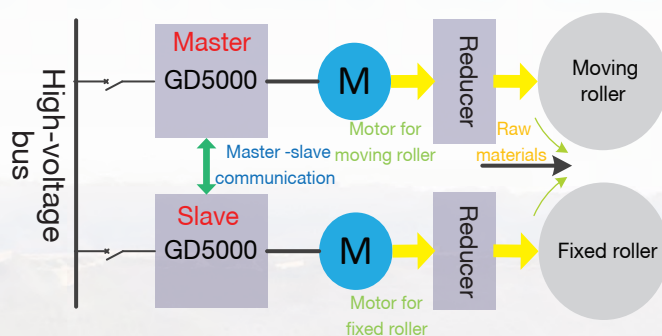 High-voltage
bus
Master
GD5000
M
Reducer
Moving
roller
Motor for
moving roller
Raw
materials
Master -slave
communication
Slave
GD5000
M
Reducer
Fixed roller
Motor for
fixed roller